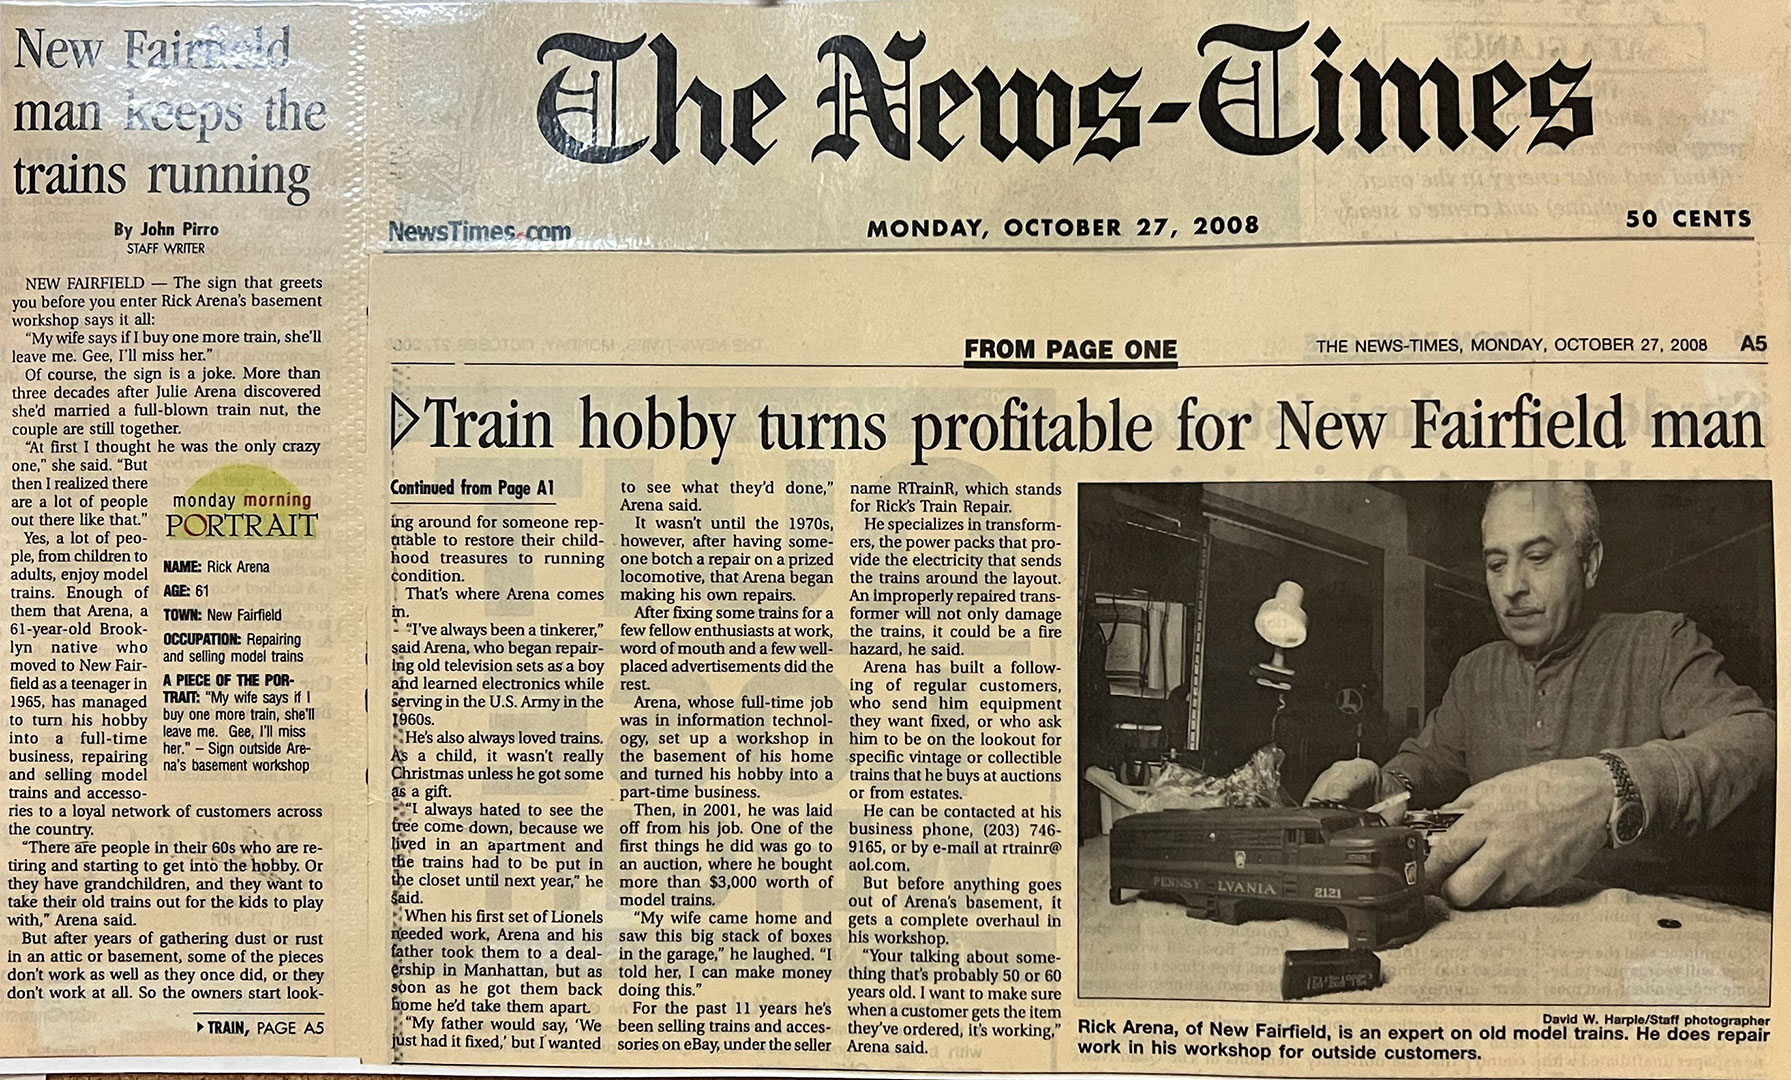 New Fairfield
man keeps the
trains running
By John Pirro
STAFF WRITER
NEW FAIRFIELD — The sign that greets
you before you enter Rick Arena's basement
workshop says it all:
"My wife says if I buy one more train, she'll
leave me. Gee, I'll miss her."
Of course, the sign is a joke. More than
three decades after Julie Arena discovered
she'd married a full-blown train nut, the
couple are still together.
"At first I thought he was the only crazy
one," she said. "But
then I realized there
are a lot of people
out there like that."
Yes, a lot of peo-
ple, from children to
adults, enjoy model
trains. Enough of
them that Arena, a
61-year-old Brook-
lyn native who
moved to New Fair-
field as a teenager in
1965, has managed
to turn his hobby
into a full-time
business, repairing
and selling model
trains and accesso-
ries to a loyal network of customers across
the country.
"There are people in their 60s who are re-
tiring and starting to get into the hobby. Or
they have grandchildren, and they want to
take their old trains out for the kids to play
with," Arena said.
But after years of gathering dust or rust
in an attic or basement, some of the pieces
don't work as well as they once did, or they
don't work at all. So the owners start look-
TRAIN, PAGE A5
monday morning
PORTRAIT
NAME: Rick Arena
AGE: 61
TOWN: New Fairfield
OCCUPATION: Repairing
and selling model trains
A PIECE OF THE POR-
TRAIT: "My wife says if I
buy one more train, she'll
leave me. Gee, I'll miss
her." – Sign outside Are-
na's basement workshop
The News-Times
NewsTimes.com
MONDAY, OCTOBER 27, 2008
50 CENTS
FROM PAGE ONE
THE NEWS-TIMES, MONDAY, OCTOBER 27, 2008 A5
Train hobby turns profitable for New Fairfield man
Continued from Page A1
ing around for someone rep-
utable to restore their child-
hood treasures to running
condition.
That's where Arena comes
in.
"I've always been a tinkerer,"
said Arena, who began repair-
ing old television sets as a boy
and learned electronics while
serving in the U.S. Army in the
1960s.
He's also always loved trains.
As a child, it wasn't really
Christmas unless he got some
as a gift.
"I always hated to see the
tree come down, because we
lived in an apartment and
the trains had to be put in
the closet until next year," he
said.
When his first set of Lionels
needed work, Arena and his
father took them to a deal-
ership in Manhattan, but as
soon as he got them back
home he'd take them apart.
"My father would say, 'We
just had it fixed,' but I wanted
to see what they'd done,"
Arena said.
It wasn't until the 1970s,
however, after having some-
one botch a repair on a prized
locomotive, that Arena began
making his own repairs.
After fixing some trains for a
few fellow enthusiasts at work,
word of mouth and a few well-
placed advertisements did the
rest.
Arena, whose full-time job
was in information technol-
ogy, set up a workshop in
the basement of his home
and turned his hobby into a
part-time business.
Then, in 2001, he was laid
off from his job. One of the
first things he did was go to
an auction, where he bought
more than $3,000 worth of
model trains.
"My wife came home and
saw this big stack of boxes
in the garage," he laughed. "I
told her, I can make money
doing this."
For the past 11 years he's
been selling trains and acces-
sories on eBay, under the seller
name RTrainR, which stands
for Rick's Train Repair.
He specializes in transform-
ers, the power packs that pro-
vide the electricity that sends
the trains around the layout.
An improperly repaired trans-
former will not only damage
the trains, it could be a fire
hazard, he said.
Arena has built a follow-
ing of regular customers,
who send him equipment
they want fixed, or who ask
him to be on the lookout for
specific vintage or collectible
trains that he buys at auctions
or from estates.
He can be contacted at his
business phone, (203) 746-
9165, or by e-mail at rtrainr@
aol.com.
But before anything goes
out of Arena's basement, it
gets a complete overhaul in
his workshop.
"Your talking about some-
thing that's probably 50 or 60
years old. I want to make sure
when a customer gets the item
they've ordered, it's working,"
Arena said.
PENNSYLVANIA 2121
David W. Harple/Staff photographer
Rick Arena, of New Fairfield, is an expert on old model trains. He does repair
work in his workshop for outside customers.